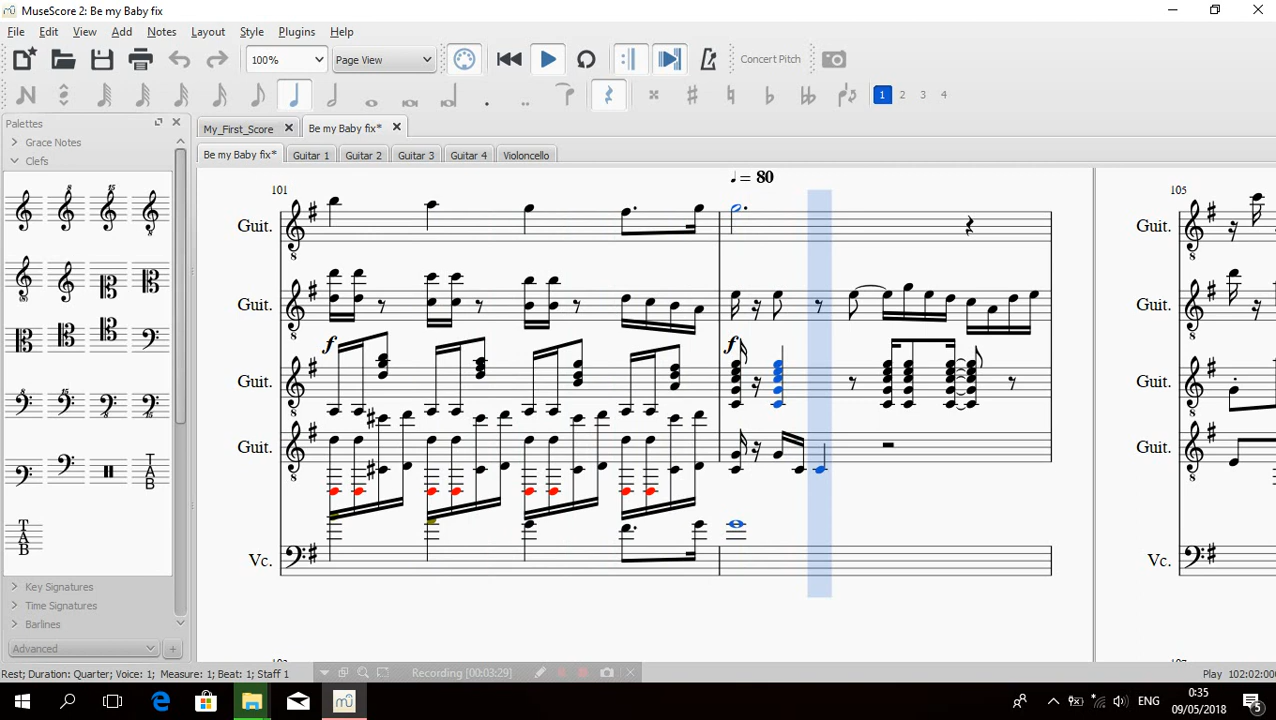 MuseScore 2: Be my Baby fix
File Edit View Add Notes Layout Style Plugins Help
100% Page View Concert Pitch
1 2 3 4
Palettes
My_First_Score Be my Baby fix*
Grace Notes
Be my Baby fix* Guitar 1 Guitar 2 Guitar 3 Guitar 4 Violoncello
Clefs
= 80
101 105
Guit. Guit.
Guit. Guit.
f f
Guit. Guit.
Guit. Guit.
Vc. Vc.
Key Signatures
Time Signatures
Barlines
Advanced
Rest; Duration: Quarter; Voice: 1; Measure: 1; Beat: 1; Staff 1 Recording [00:03:29] Play 102:02:00
ENG 0:35
09/05/2018 5